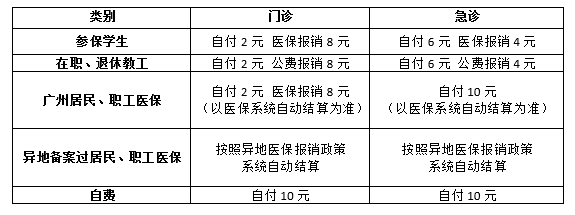 类别 门诊 急诊
参保学生 自付 2 元 医保报销 8 元 自付 6 元 医保报销 4 元
在职、退休教工 自付 2 元 公费报销 8 元 自付 6 元 公费报销 4 元
广州居民、职工医保 自付 2 元 医保报销 8 元 自付 10 元
（以医保系统自动结算为准） （以医保系统自动结算为准）
异地备案过居民、职工医保 按照异地医保报销政策 按照异地医保报销政策
系统自动结算 系统自动结算
自费 自付 10 元 自付 10 元